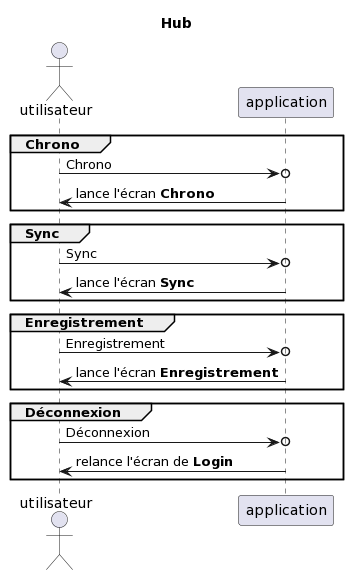 Hub
utilisateur
application
Chrono
Chrono
lance l'écran Chrono
Sync
Sync
lance l'écran Sync
Enregistrement
Enregistrement
lance l'écran Enregistrement
Déconnexion
Déconnexion
relance l'écran de Login
utilisateur
application